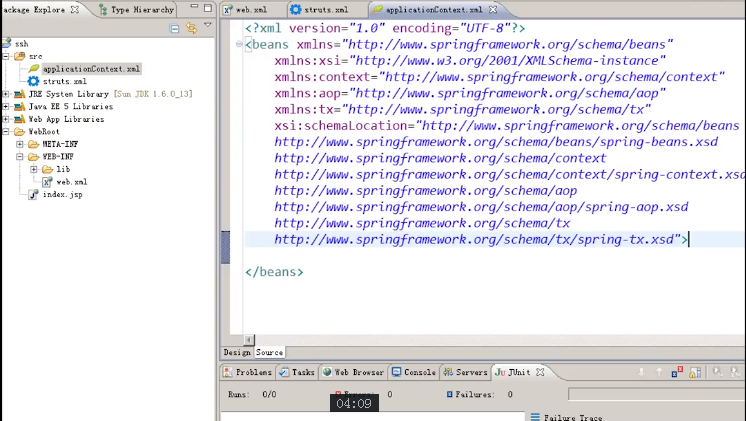 ackage Explore
Type Hierarchy
web.xml
struts.xml
applicationContext.xml
ssh
src
applicationContext.xml
struts.xml
JRE System Library [Sun JDK 1.6.0_13]
Java EE 5 Libraries
Web App Libraries
WebRoot
META-INF
WEB-INF
lib
web.xml
index.jsp
<?xml version="1.0" encoding="UTF-8"?>
<beans xmlns="http://www.springframework.org/schema/beans"
xmlns:xsi="http://www.w3.org/2001/XMLSchema-instance"
xmlns:context="http://www.springframework.org/schema/context"
xmlns:aop="http://www.springframework.org/schema/aop"
xmlns:tx="http://www.springframework.org/schema/tx"
xsi:schemaLocation="http://www.springframework.org/schema/beans
http://www.springframework.org/schema/beans/spring-beans.xsd
http://www.springframework.org/schema/context
http://www.springframework.org/schema/context/spring-context.xsd
http://www.springframework.org/schema/aop
http://www.springframework.org/schema/aop/spring-aop.xsd
http://www.springframework.org/schema/tx
http://www.springframework.org/schema/tx/spring-tx.xsd">
</beans>
Design Source
Problems Tasks Web Browser Console Servers JUnit
Runs: 0/0 0 Failures: 0
04:09
Failure Trace